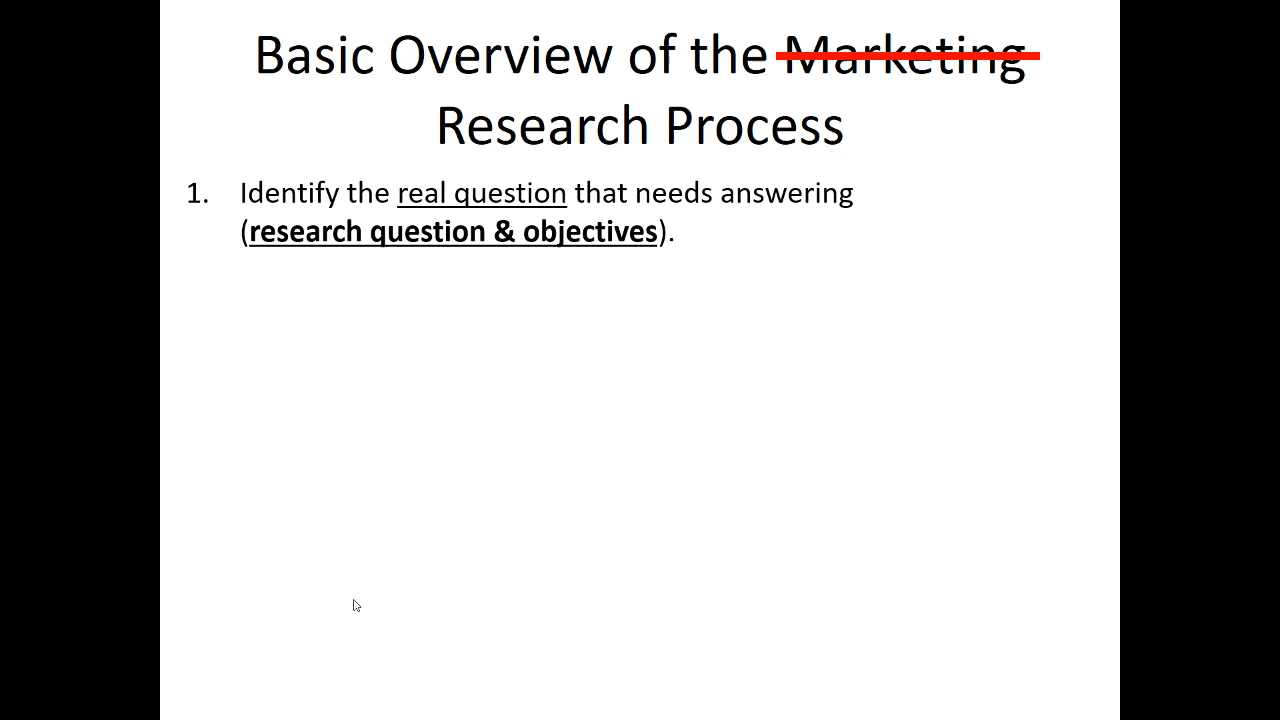 Basic Overview of the Marketing
Research Process
1. Identify the real question that needs answering
(research question & objectives).